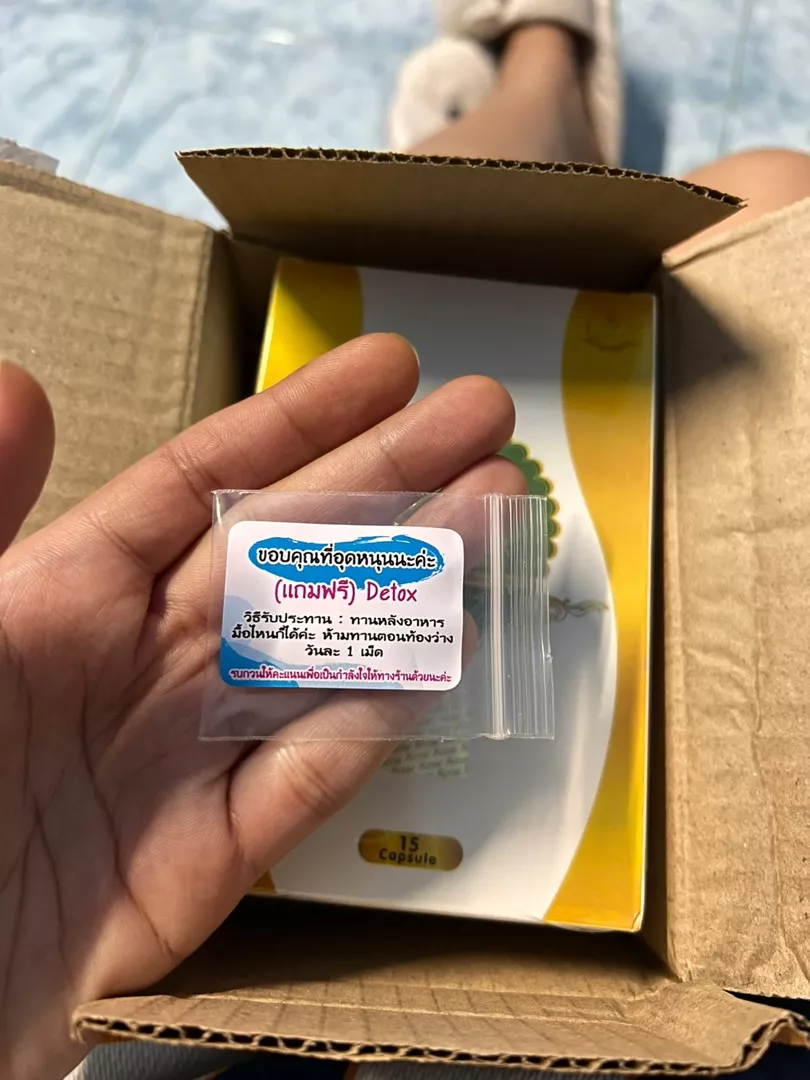 ขอบคุณที่อุดหนุนนะค่ะ
(แถมฟรี) Detox
วิธีรับประทาน : ทานหลังอาหาร
มื้อไหนก็ได้ค่ะ ห้ามทานตอนท้องว่าง
วันละ 1 เม็ด
รบกวนให้คะแนนเพื่อเป็นกำลังใจให้ทางร้านด้วยนะค่ะ
15
Capsule